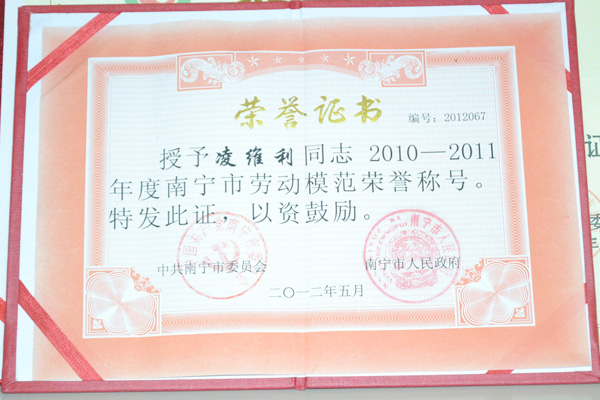 荣誉证书
编号：2012067
授予凌维利同志 2010—2011
年度南宁市劳动模范荣誉称号。
特发此证，以资鼓励。
中共南宁市委员会
南宁市人民政府
二〇一二年五月
证